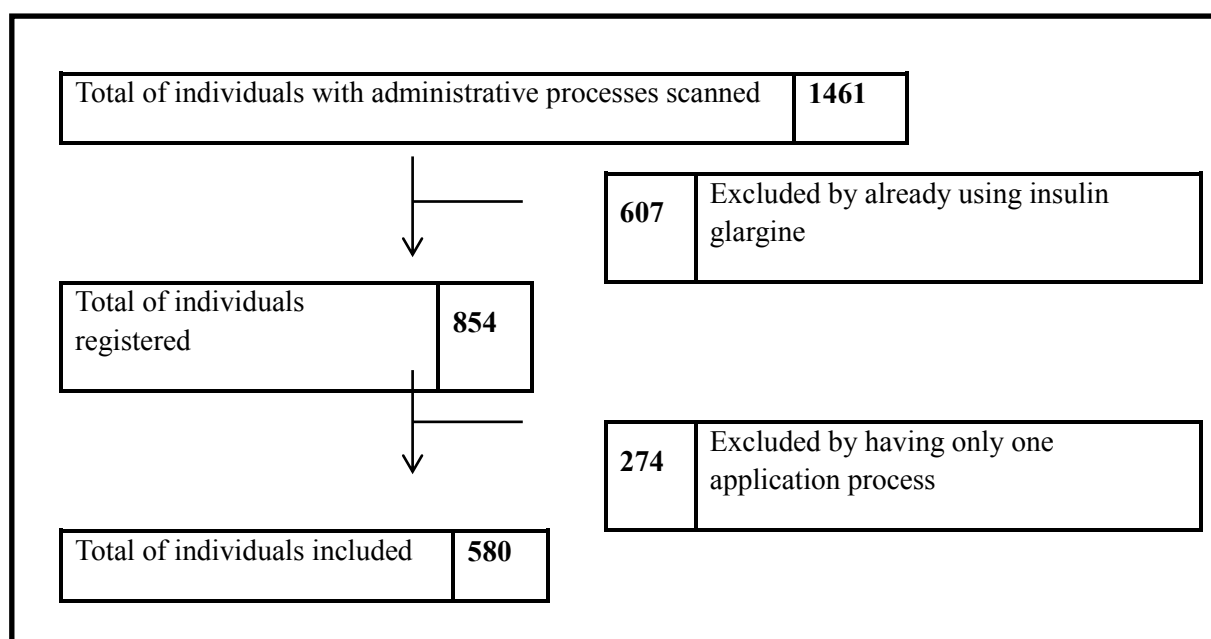 Total of individuals with administrative processes scanned 1461
607 Excluded by already using insulin
glargine
Total of individuals
registered 854
274 Excluded by having only one
application process
Total of individuals included 580